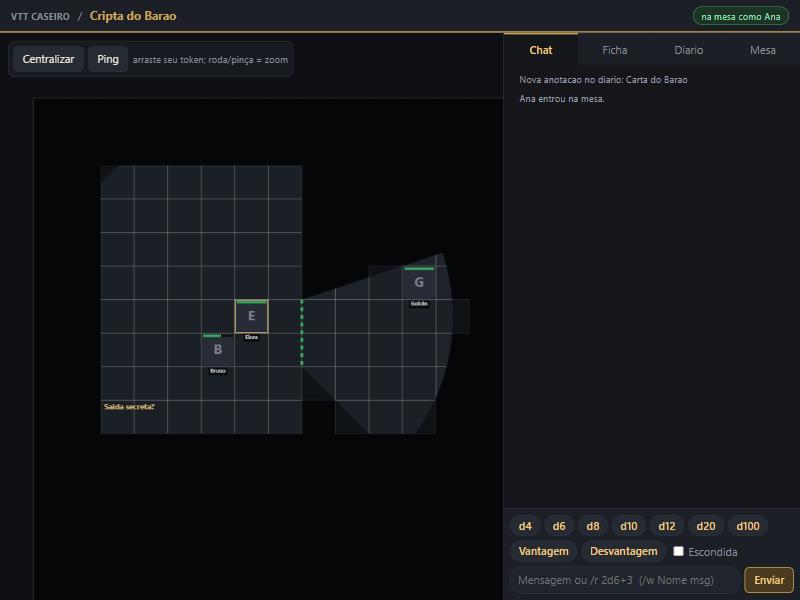 VTT CASEIRO / Cripta do Barao
na mesa como Ana
Centralizar Ping arraste seu token; roda/pinça = zoom
Chat Ficha Diario Mesa
Nova anotacao no diario: Carta do Barao
Ana entrou na mesa.
G
Goblin
E
Elora
B
Bruno
Saida secreta?
d4 d6 d8 d10 d12 d20 d100
Vantagem Desvantagem Escondida
Mensagem ou /r 2d6+3 (/w Nome msg) Enviar